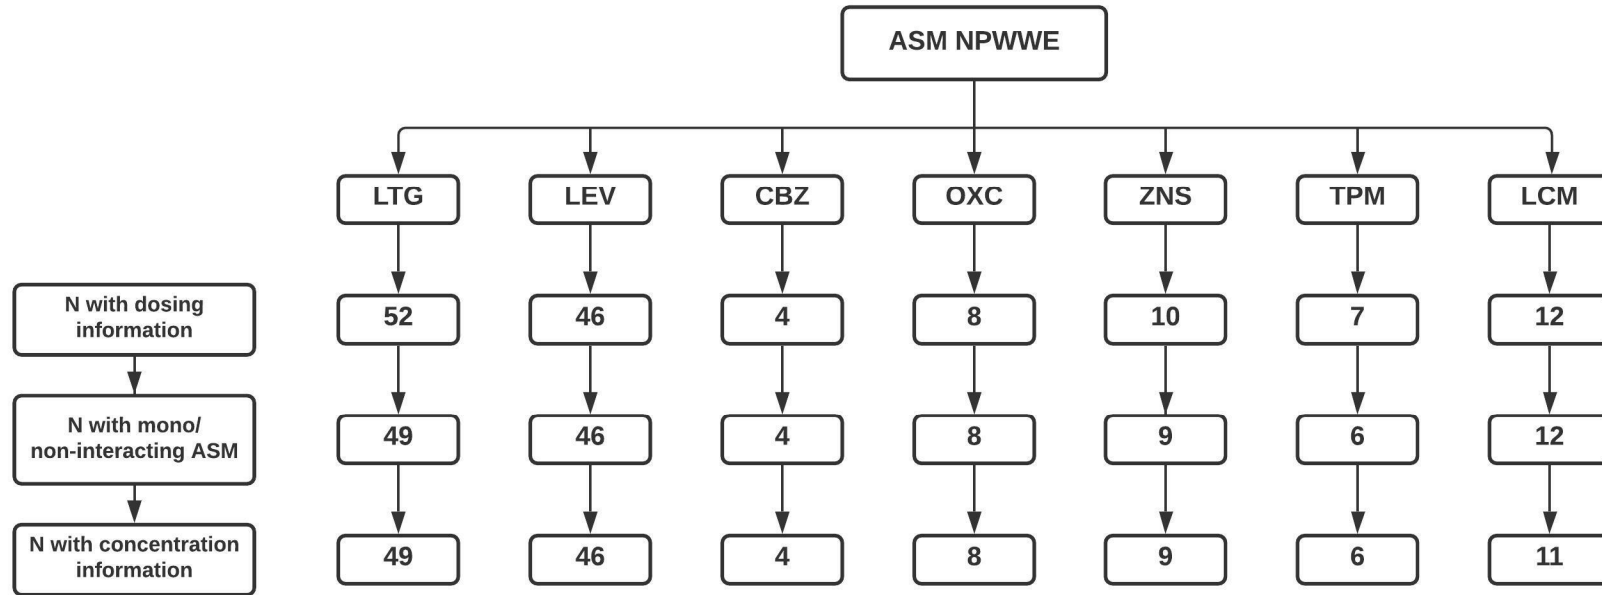 ASM NPWWE
LTG LEV CBZ OXC ZNS TPM LCM
N with dosing
information
52 46 4 8 10 7 12
N with mono/
non-interacting ASM
49 46 4 8 9 6 12
N with concentration
information
49 46 4 8 9 6 11